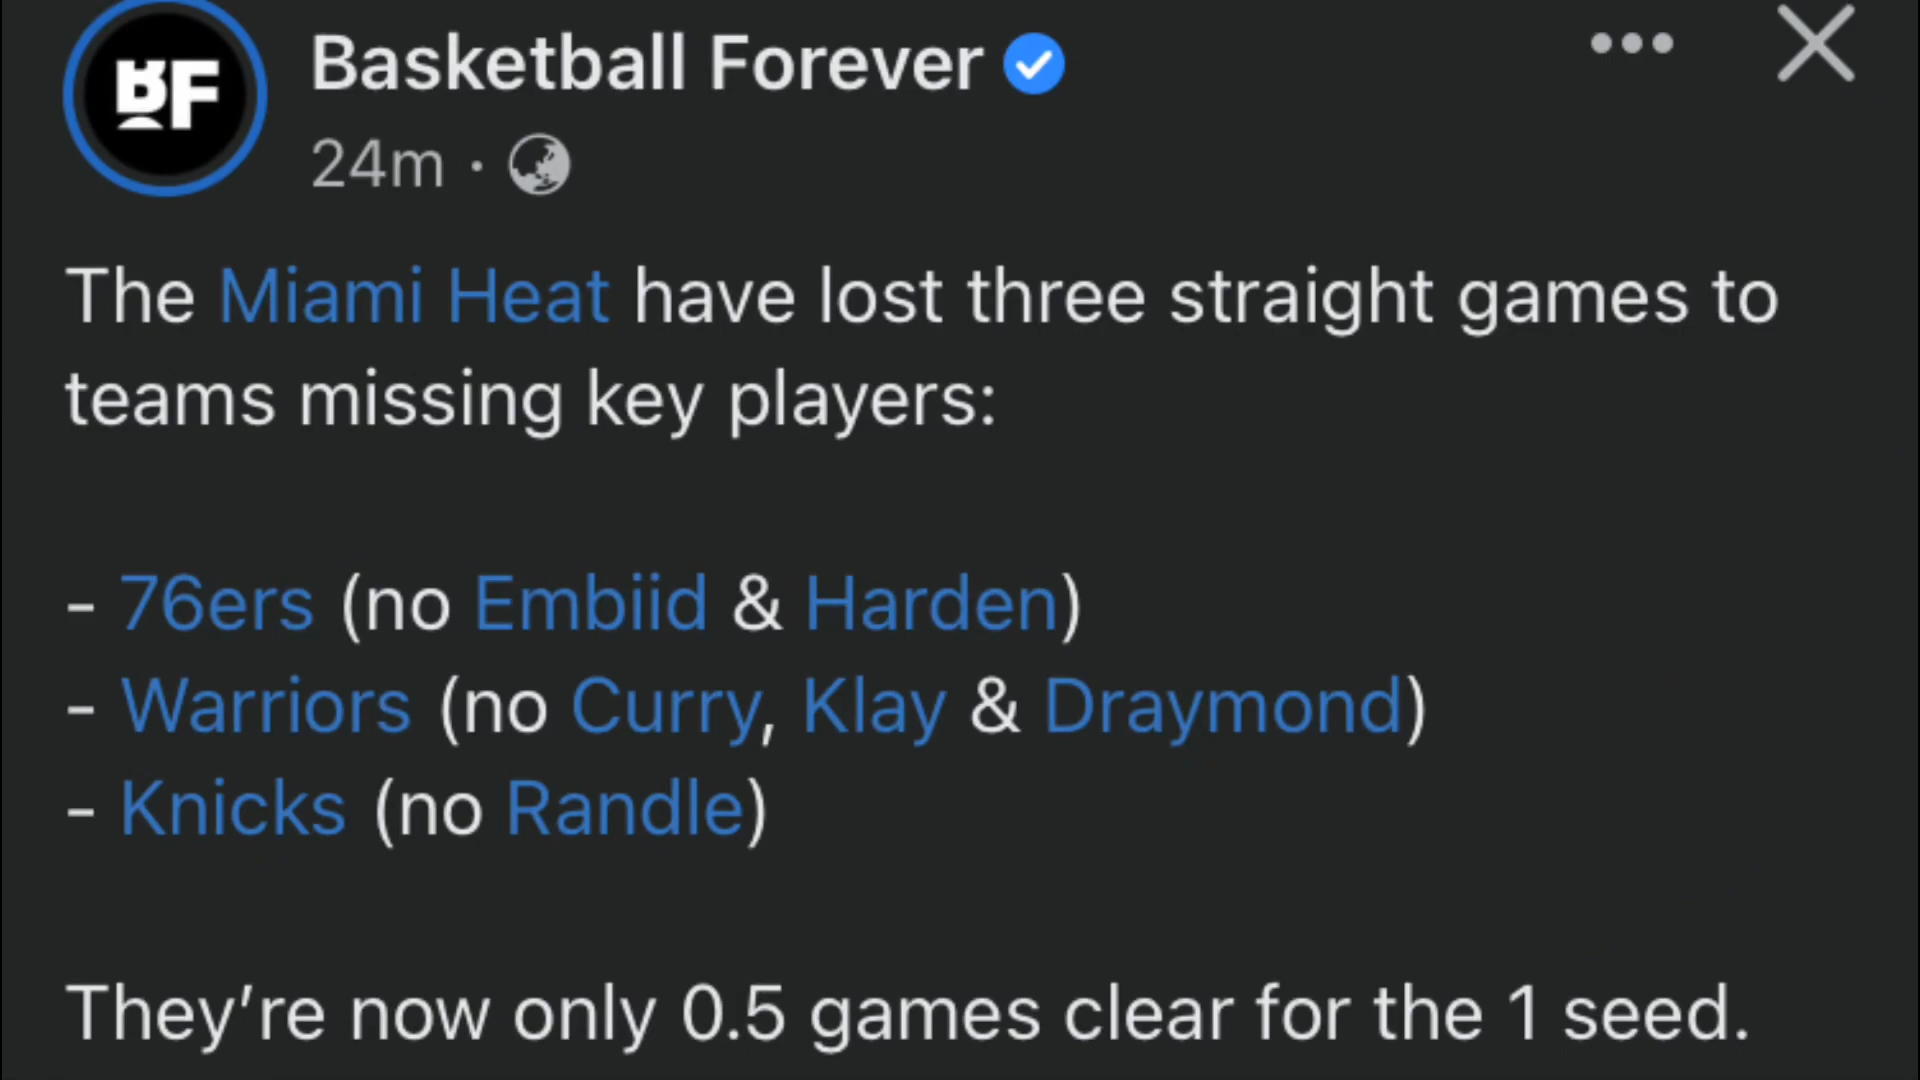 BF
Basketball Forever
24m ·
The Miami Heat have lost three straight games to
teams missing key players:
- 76ers (no Embiid & Harden)
- Warriors (no Curry, Klay & Draymond)
- Knicks (no Randle)
They're now only 0.5 games clear for the 1 seed.